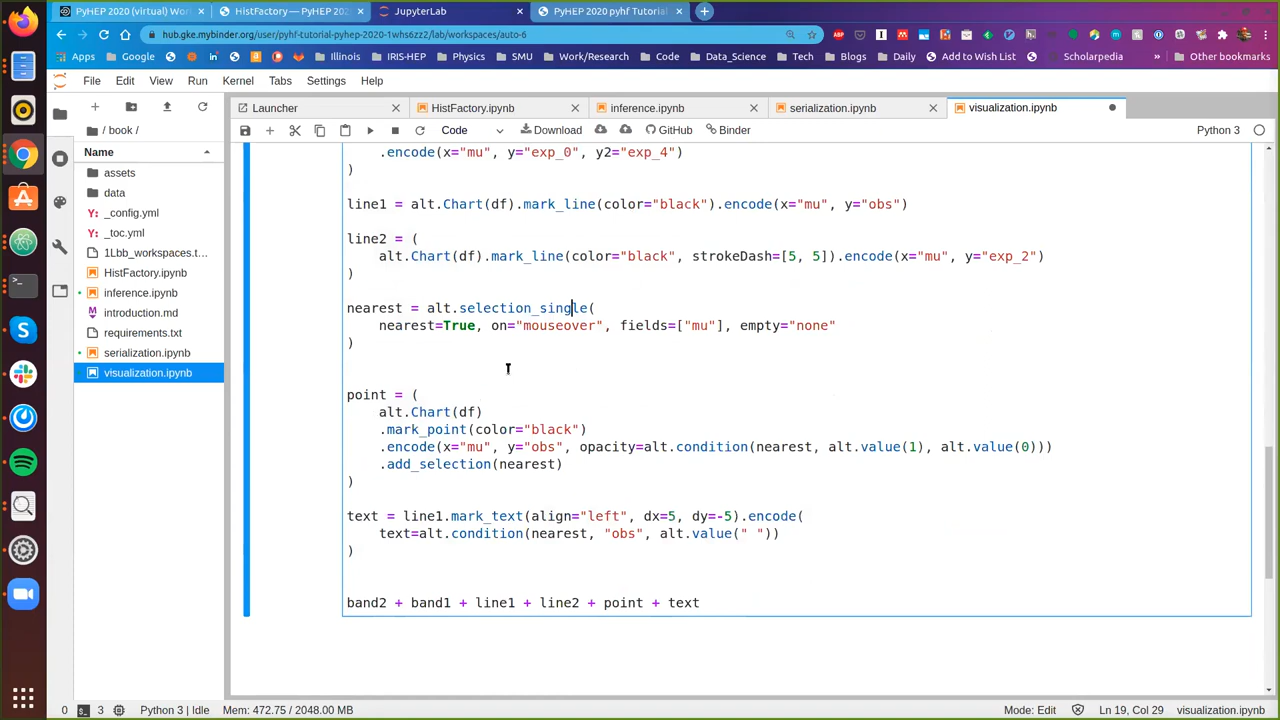 PyHEP 2020 (virtual) Wor
HistFactory — PyHEP 202
JupyterLab
PyHEP 2020 pyhf Tutorial
hub.gke.mybinder.org/user/pyhf-tutorial-pyhep-2020-1whs6zz2/lab/workspaces/auto-6
Apps Google Illinois IRIS-HEP Physics SMU Work/Research Code Data_Science Tech Blogs Daily Add to Wish List Scholarpedia » Other bookmarks
File Edit View Run Kernel Tabs Settings Help
Launcher HistFactory.ipynb inference.ipynb serialization.ipynb visualization.ipynb
/ book /
Code Download GitHub Binder Python 3
Name
assets
data
_config.yml
_toc.yml
1Lbb_workspaces.t...
HistFactory.ipynb
inference.ipynb
introduction.md
requirements.txt
serialization.ipynb
visualization.ipynb
.encode(x="mu", y="exp_0", y2="exp_4")
)
line1 = alt.Chart(df).mark_line(color="black").encode(x="mu", y="obs")
line2 = (
alt.Chart(df).mark_line(color="black", strokeDash=[5, 5]).encode(x="mu", y="exp_2")
)
nearest = alt.selection_single(
nearest=True, on="mouseover", fields=["mu"], empty="none"
)
point = (
alt.Chart(df)
.mark_point(color="black")
.encode(x="mu", y="obs", opacity=alt.condition(nearest, alt.value(1), alt.value(0)))
.add_selection(nearest)
)
text = line1.mark_text(align="left", dx=5, dy=-5).encode(
text=alt.condition(nearest, "obs", alt.value(" "))
)
band2 + band1 + line1 + line2 + point + text
0 3 Python 3 | Idle Mem: 472.75 / 2048.00 MB Mode: Edit Ln 19, Col 29 visualization.ipynb